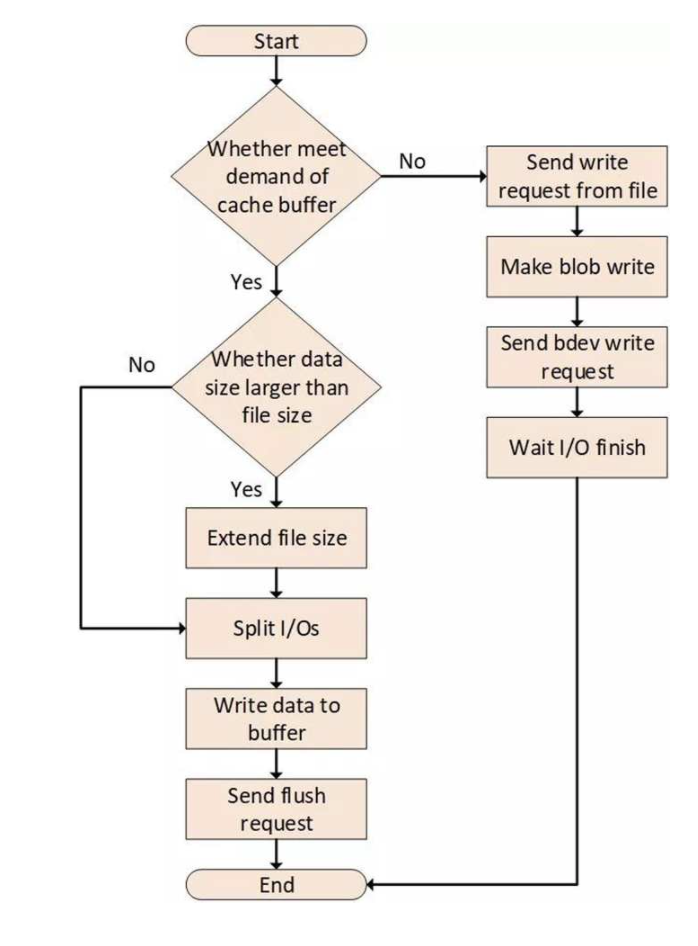 Start
Whether meet
demand of
cache buffer
No
Send write
request from file
Make blob write
Send bdev write
request
Wait I/O finish
Yes
Whether data
size larger than
file size
No
Yes
Extend file size
Split I/Os
Write data to
buffer
Send flush
request
End